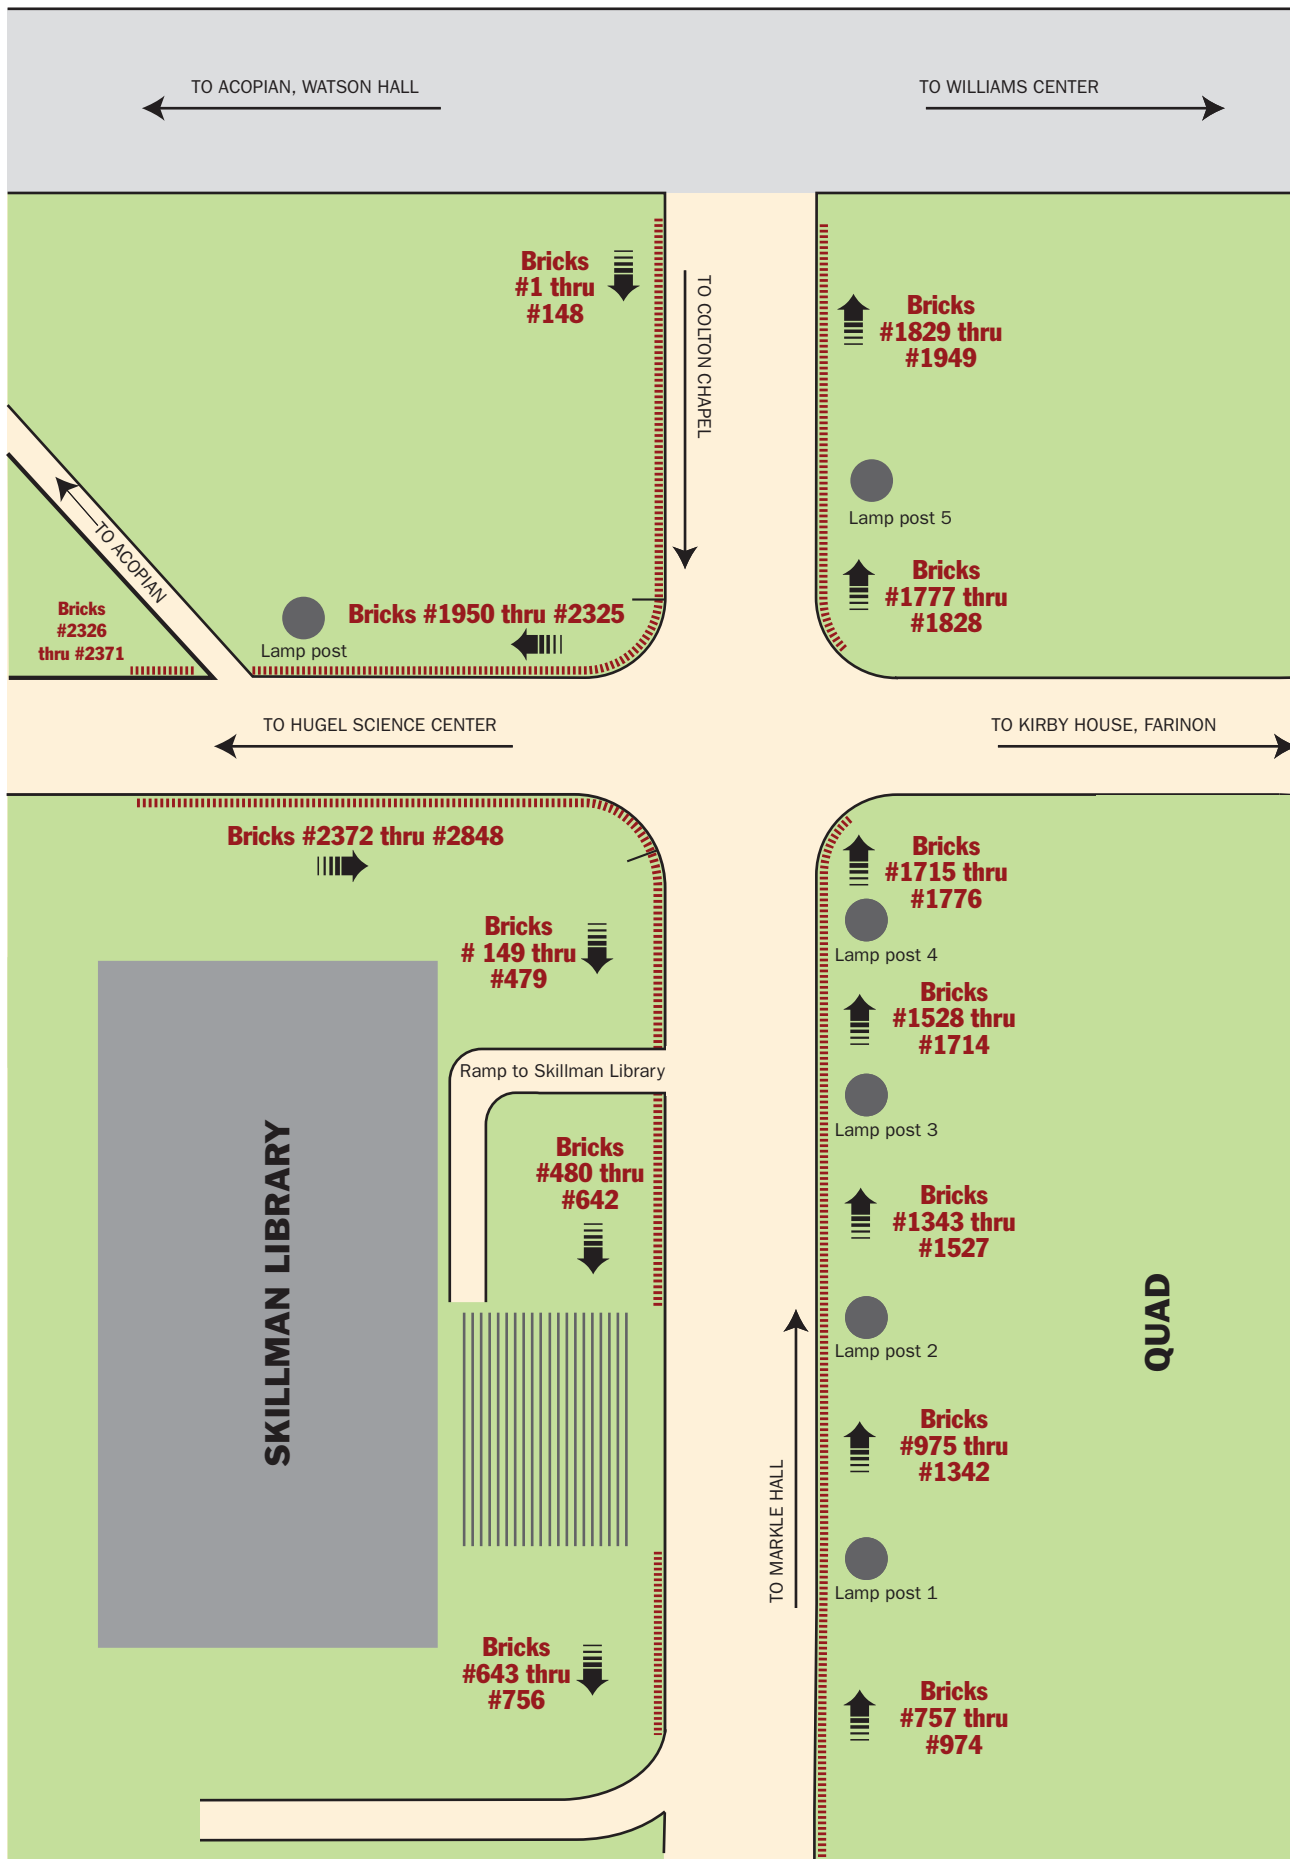 TO ACOPIAN, WATSON HALL
TO WILLIAMS CENTER
Bricks
#1 thru
#148
TO COLTON CHAPEL
Bricks
#1829 thru
#1949
Lamp post 5
Bricks
#1777 thru
#1828
TO ACOPIAN
Bricks
#2326
thru #2371
Lamp post
Bricks #1950 thru #2325
TO HUGEL SCIENCE CENTER
TO KIRBY HOUSE, FARINON
Bricks #2372 thru #2848
Bricks
#1715 thru
#1776
Lamp post 4
Bricks
# 149 thru
#479
Bricks
#1528 thru
#1714
Ramp to Skillman Library
Lamp post 3
Bricks
#480 thru
#642
Bricks
#1343 thru
#1527
SKILLMAN LIBRARY
QUAD
Lamp post 2
Bricks
#975 thru
#1342
TO MARKLE HALL
Lamp post 1
Bricks
#643 thru
#756
Bricks
#757 thru
#974